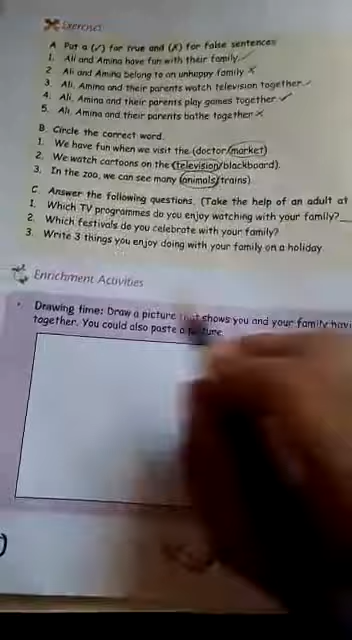 Exercises
A Put a (✓) for true and (✗) for false sentences
1. Ali and Amina have fun with their family. ✓
2 Ali and Amina belong to an unhappy family ✗
3. Ali, Amina and their parents watch television together ✓
4. Ali, Amina and their parents play games together ✓
5. Ali, Amina and their parents bathe together ✗
B. Circle the correct word.
1. We have fun when we visit the (doctor/market)
2. We watch cartoons on the (television/blackboard).
3. In the zoo, we can see many (animals/trains).
C Answer the following questions. (Take the help of an adult at
1. Which TV programmes do you enjoy watching with your family?
2. Which festivals do you celebrate with your family?
3. Write 3 things you enjoy doing with your family on a holiday.
Enrichment Activities
Drawing time: Draw a picture that shows you and your family havi
together. You could also paste a